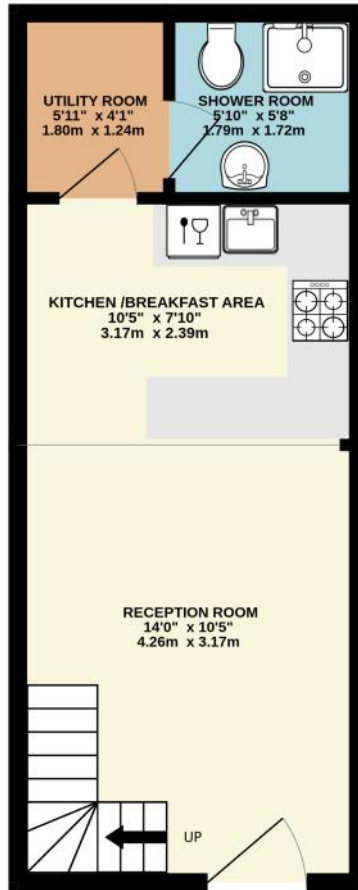 UTILITY ROOM
5'11" x 4'1"
1.80m x 1.24m
SHOWER ROOM
5'10" x 5'8"
1.79m x 1.72m
KITCHEN /BREAKFAST AREA
10'5" x 7'10"
3.17m x 2.39m
RECEPTION ROOM
14'0" x 10'5"
4.26m x 3.17m
UP